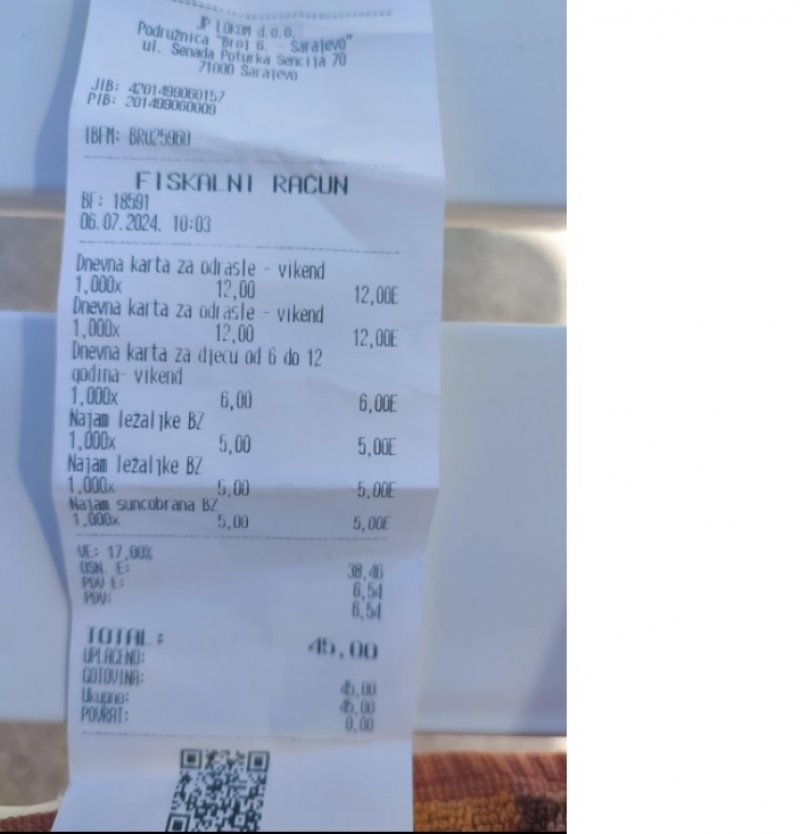 JP LOKOM d.o.o.
Podružnica "Broj 6. - Sarajevo"
ul. Senada Poturka Senčija 70
71000 Sarajevo
JIB: 4201499060157
PIB: 201499060009
IBFM: BR025960
FISKALNI RAČUN
BF: 18591
06.07.2024. 10:03
Dnevna karta za odrasle - vikend
1,000x 12,00 12,00E
Dnevna karta za odrasle - vikend
1,000x 12,00 12,00E
Dnevna karta za djecu od 6 do 12
godina- vikend
1,000x 6,00 6,00E
Najam ležaljke BZ
1,000x 5,00 5,00E
Najam ležaljke BZ
1,000x 5,00 5,00E
Najam suncobrana BZ
1,000x 5,00 5,00E
VE: 17,00%
OSN. E: 38,46
PDV E: 6,54
PDV: 6,54
TOTAL: 45,00
UPLAĆENO:
GOTOVINA: 45,00
Ukupno: 45,00
POVRAT: 0,00